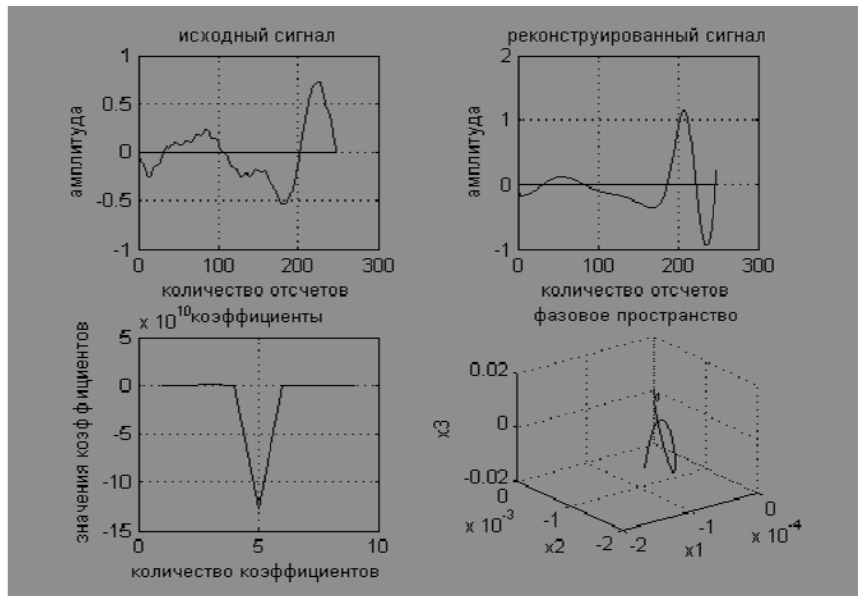 исходный сигнал
1
0.5
0
-0.5
-1
амплитуда
0 100 200 300
количество отсчетов
реконструированный сигнал
2
1
0
-1
амплитуда
0 100 200 300
количество отсчетов
x 10^10 коэффициенты
5
0
-5
-10
-15
значения коэффициентов
0 5 10
количество коэффициентов
фазовое пространство
0.02
0
-0.02
x3
0
-1
-2
x 10^-3
x2
-2
-1
0
x 10^-4
x1